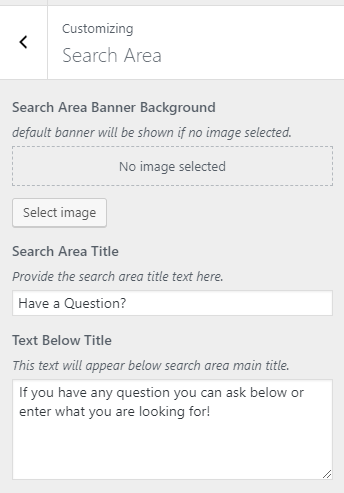 Customizing
Search Area
Search Area Banner Background
default banner will be shown if no image selected.
No image selected
Select image
Search Area Title
Provide the search area title text here.
Have a Question?
Text Below Title
This text will appear below search area main title.
If you have any question you can ask below or
enter what you are looking for!